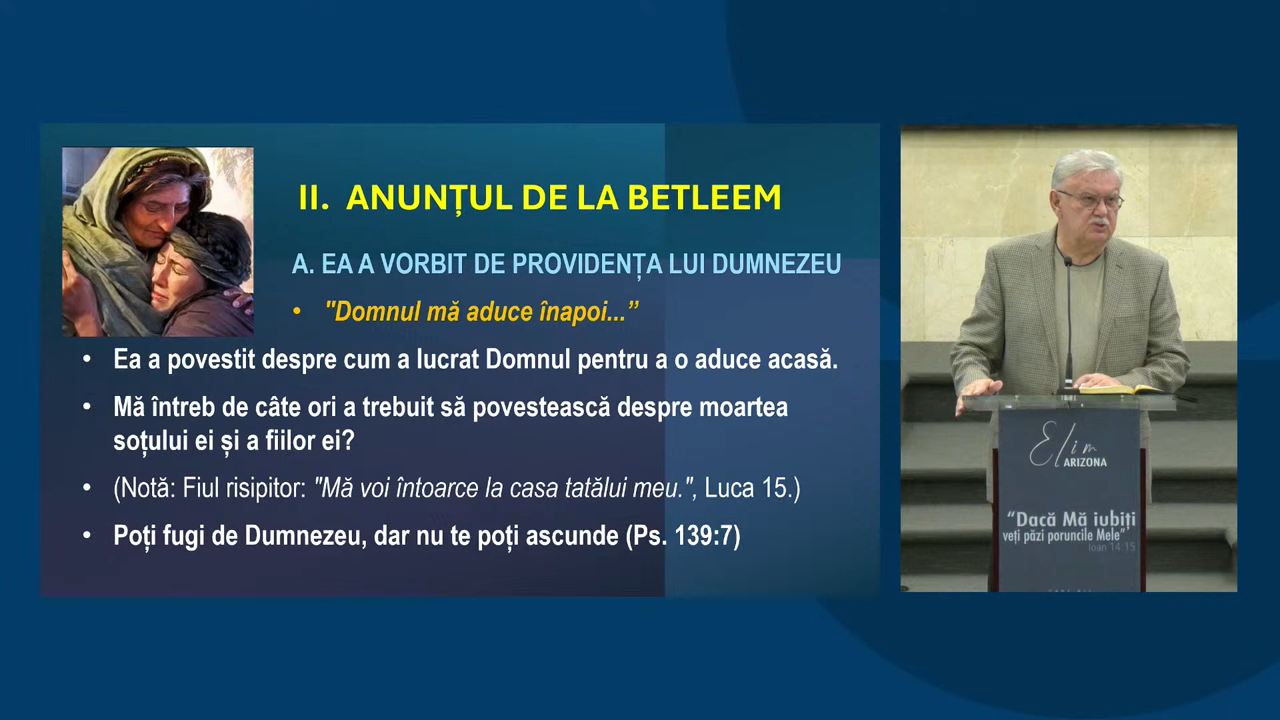 II. ANUNȚUL DE LA BETLEEM
A. EA A VORBIT DE PROVIDENȚA LUI DUMNEZEU
• "Domnul mă aduce înapoi...”
• Ea a povestit despre cum a lucrat Domnul pentru a o aduce acasă.
• Mă întreb de câte ori a trebuit să povestească despre moartea
soțului ei și a fiilor ei?
• (Notă: Fiul risipitor: "Mă voi întoarce la casa tatălui meu.", Luca 15.)
• Poți fugi de Dumnezeu, dar nu te poți ascunde (Ps. 139:7)
Elim
ARIZONA
“Dacă Mă iubiți
veți păzi poruncile Mele”
Ioan 14:15